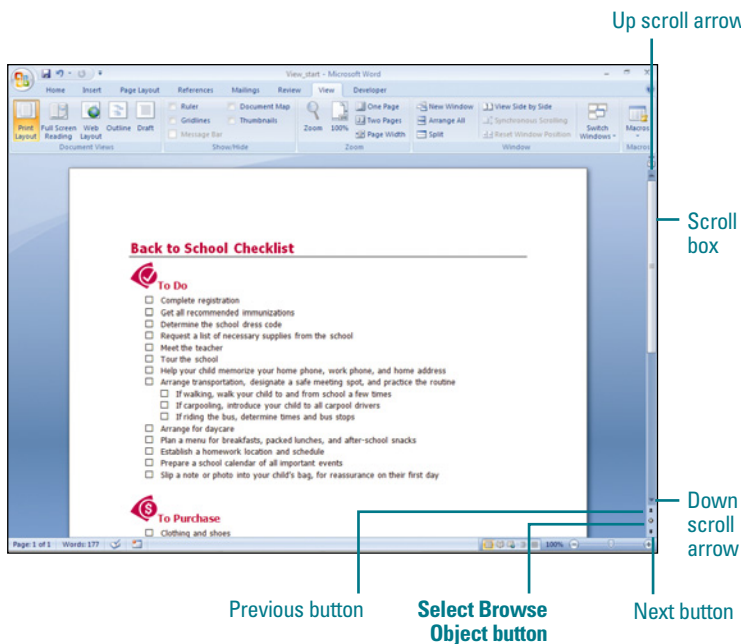 Up scroll arrow
View_start - Microsoft Word
Home Insert Page Layout References Mailings Review View Developer
Print Layout
Full Screen Reading
Web Layout
Outline
Draft
Document Views
Ruler
Gridlines
Message Bar
Document Map
Thumbnails
Show/Hide
Zoom
100%
One Page
Two Pages
Page Width
Zoom
New Window
Arrange All
Split
View Side by Side
Synchronous Scrolling
Reset Window Position
Switch Windows
Window
Macros
Macros
Scroll
box
Back to School Checklist
To Do
Complete registration
Get all recommended immunizations
Determine the school dress code
Request a list of necessary supplies from the school
Meet the teacher
Tour the school
Help your child memorize your home phone, work phone, and home address
Arrange transportation, designate a safe meeting spot, and practice the routine
If walking, walk your child to and from school a few times
If carpooling, introduce your child to all carpool drivers
If riding the bus, determine times and bus stops
Arrange for daycare
Plan a menu for breakfasts, packed lunches, and after-school snacks
Establish a homework location and schedule
Prepare a school calendar of all important events
Slip a note or photo into your child's bag, for reassurance on their first day
To Purchase
Clothing and shoes
Down
scroll
arrow
Page: 1 of 1 Words: 177
100%
Previous button
Select Browse
Object button
Next button